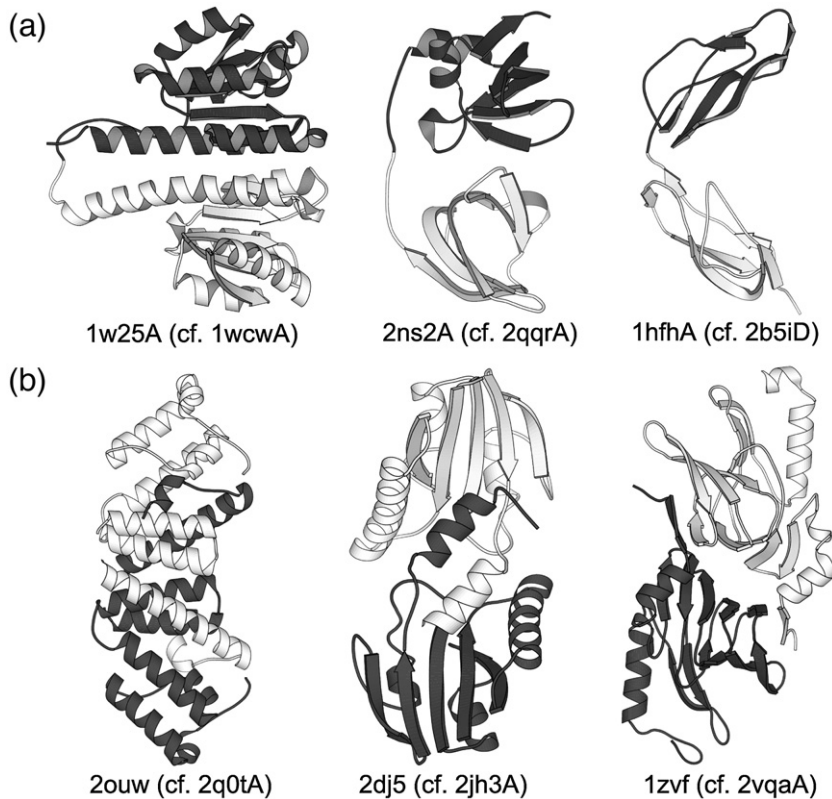 (a)
1w25A (cf. 1wcwA) 2ns2A (cf. 2qqrA) 1hfhA (cf. 2b5iD)
(b)
2ouw (cf. 2q0tA) 2dj5 (cf. 2jh3A) 1zvf (cf. 2vqaA)